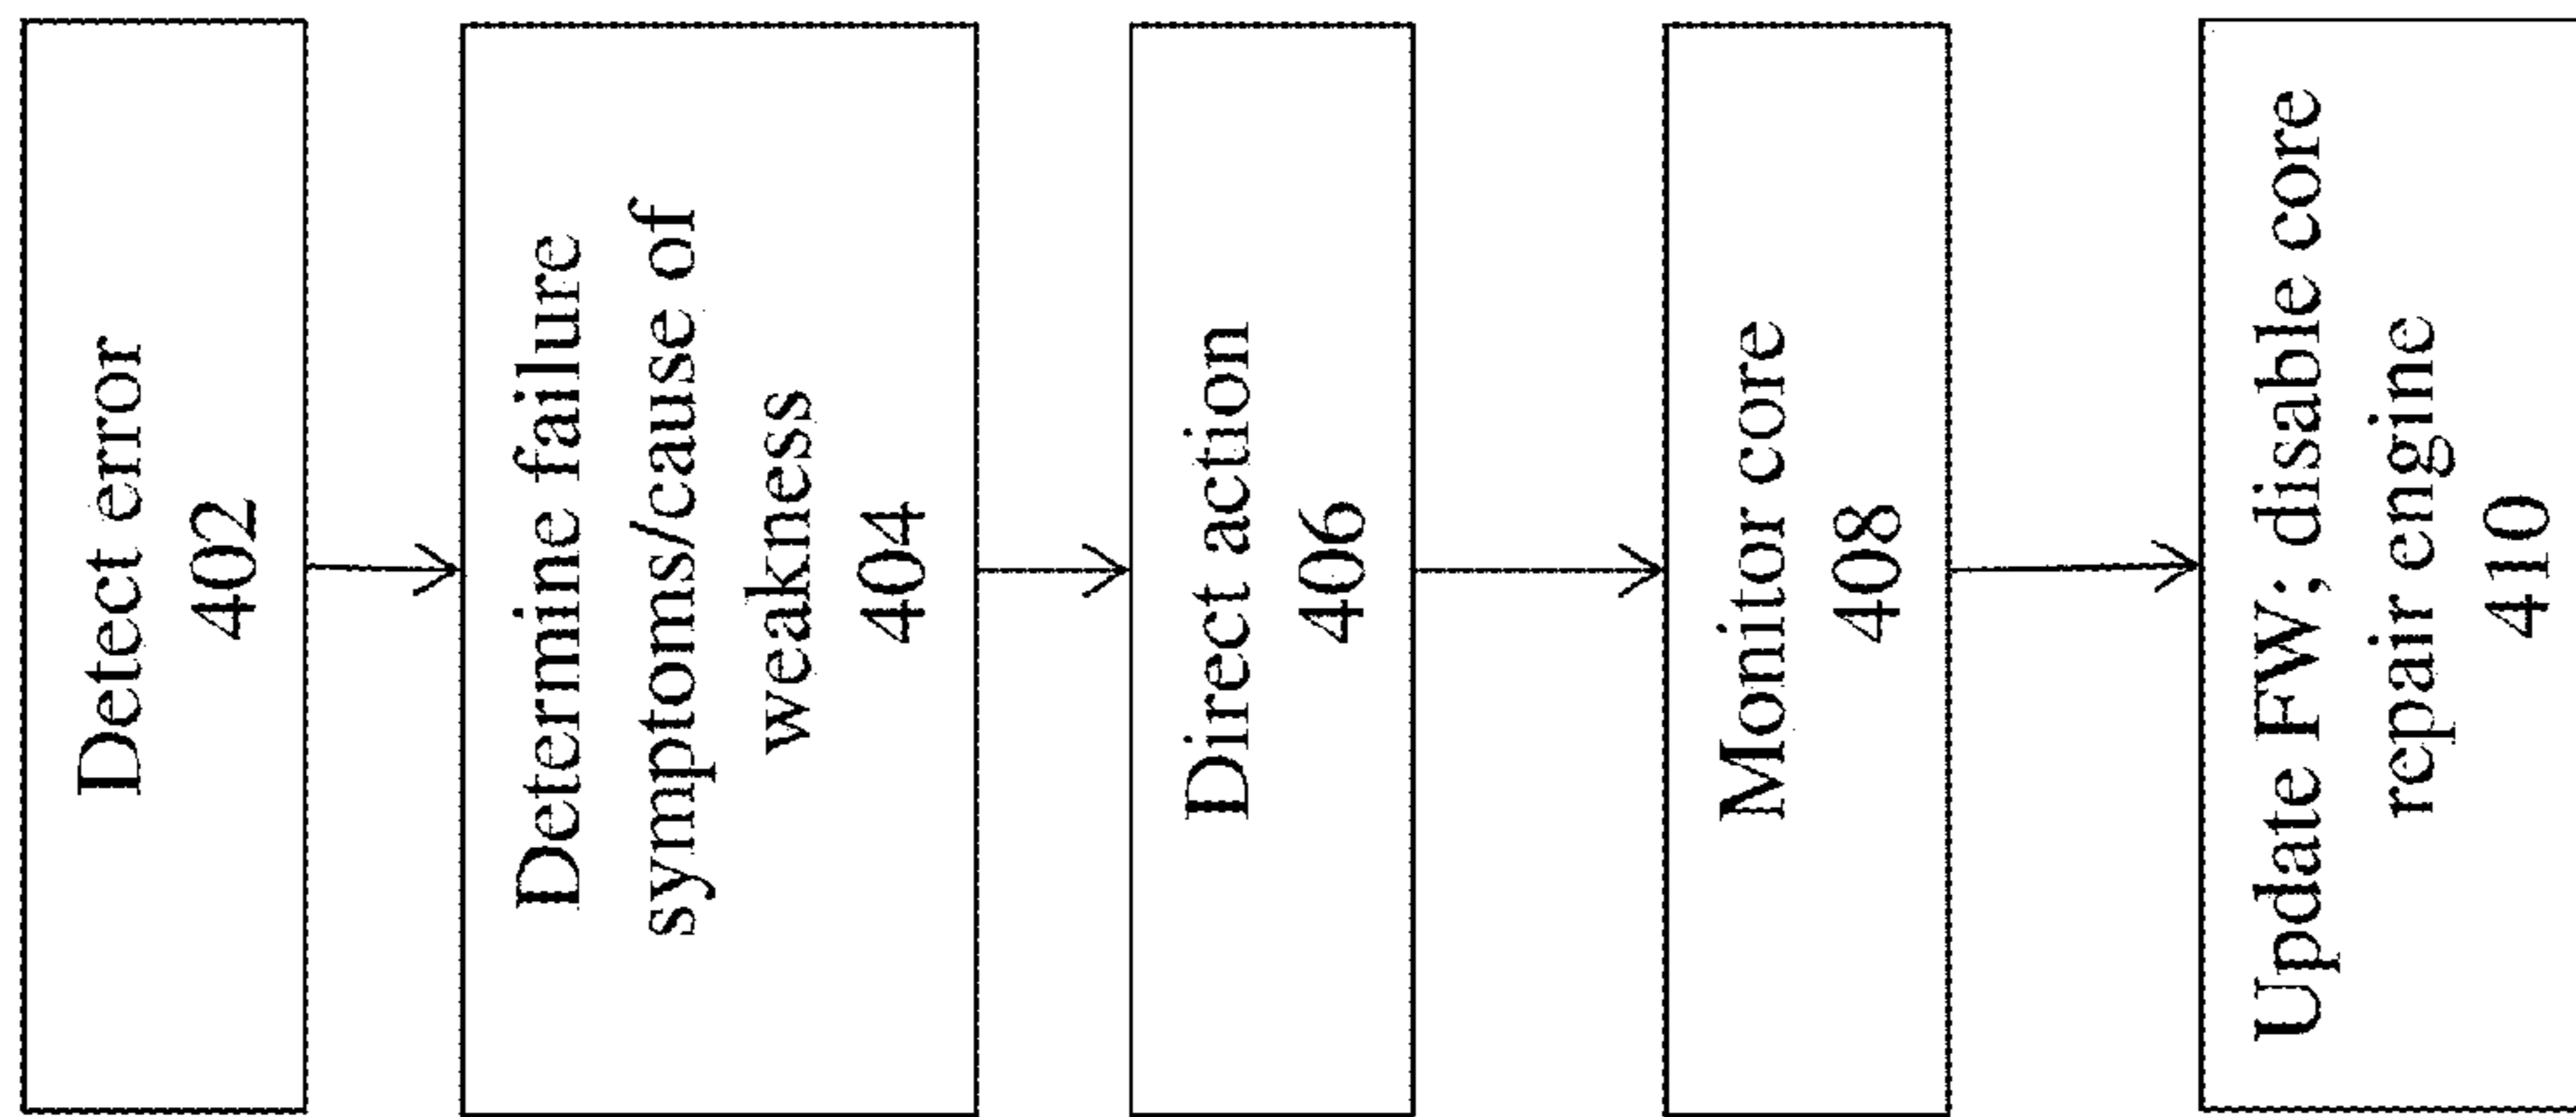 Detect error
402
Determine failure
symptoms/cause of
weakness
404
Direct action
406
Monitor core
408
Update FW; disable core
repair engine
410